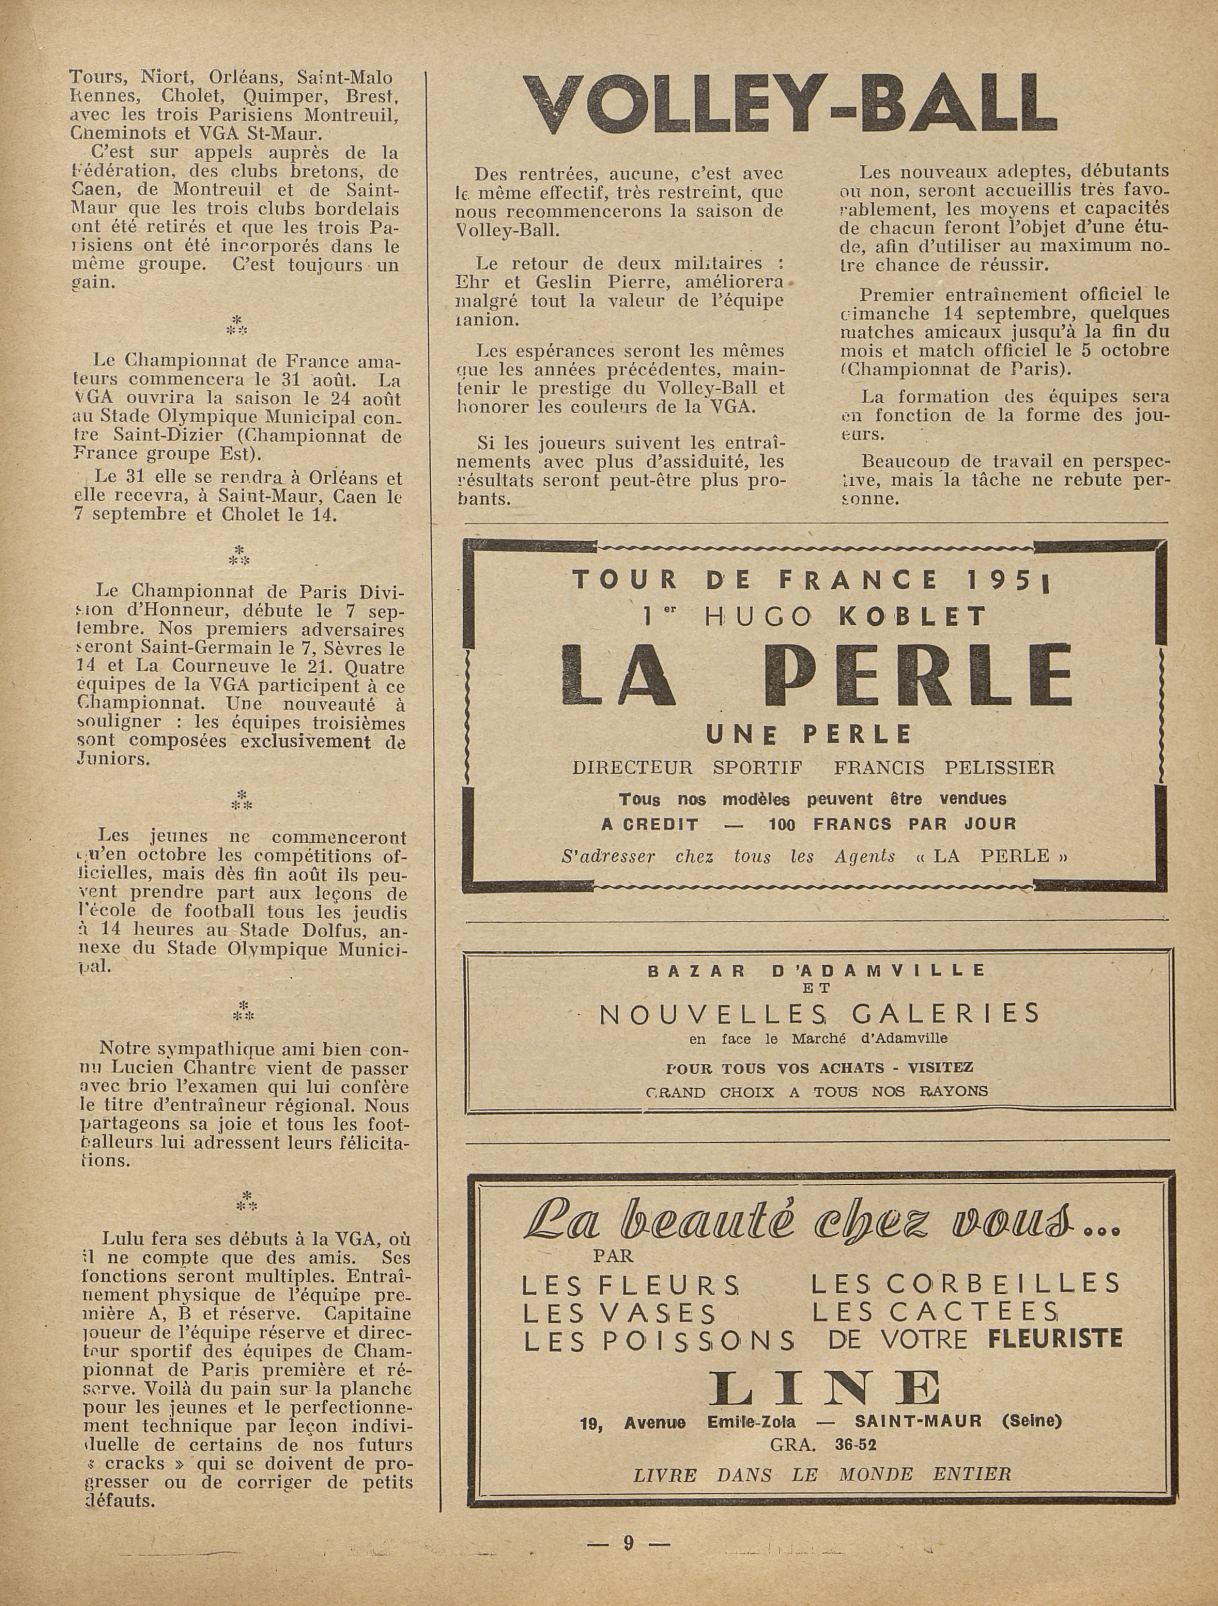 Tours, Niort, Orléans, Saint-Malo
Rennes, Cholet, Quimper, Brest,
avec les trois Parisiens Montreuil,
Cheminots et VGA St-Maur.
C'est sur appels auprès de la
Fédération, des clubs bretons, de
Caen, de Montreuil et de Saint-
Maur que les trois clubs bordelais
ont été retirés et que les trois Pa-
risiens ont été incorporés dans le
même groupe. C'est toujours un
gain.
*
**
Le Championnat de France ama-
teurs commencera le 31 août. La
VGA ouvrira la saison le 24 août
au Stade Olympique Municipal con-
tre Saint-Dizier (Championnat de
France groupe Est).
Le 31 elle se rendra à Orléans et
elle recevra, à Saint-Maur, Caen le
7 septembre et Cholet le 14.
*
**
Le Championnat de Paris Divi-
sion d'Honneur, débute le 7 sep-
tembre. Nos premiers adversaires
seront Saint-Germain le 7, Sèvres le
14 et La Courneuve le 21. Quatre
équipes de la VGA participent à ce
Championnat. Une nouveauté à
souligner : les équipes troisièmes
sont composées exclusivement de
Juniors.
*
**
Les jeunes ne commenceront
qu'en octobre les compétitions of-
ficielles, mais dès fin août ils peu-
vent prendre part aux leçons de
l'école de football tous les jeudis
à 14 heures au Stade Dolfus, an-
nexe du Stade Olympique Munici-
pal.
*
**
Notre sympathique ami bien con-
nu Lucien Chantre vient de passer
avec brio l'examen qui lui confère
le titre d'entraîneur régional. Nous
partageons sa joie et tous les foot-
balleurs lui adressent leurs félicita-
tions.
*
**
Lulu fera ses débuts à la VGA, où
il ne compte que des amis. Ses
fonctions seront multiples. Entraî-
nement physique de l'équipe pre-
mière A, B et réserve. Capitaine
joueur de l'équipe réserve et direc-
teur sportif des équipes de Cham-
pionnat de Paris première et ré-
serve. Voilà du pain sur la planche
pour les jeunes et le perfectionne-
ment technique par leçon indivi-
duelle de certains de nos futurs
« cracks » qui se doivent de pro-
gresser ou de corriger de petits
défauts.
VOLLEY-BALL
Des rentrées, aucune, c'est avec
le même effectif, très restreint, que
nous recommencerons la saison de
Volley-Ball.
Le retour de deux militaires :
Ehr et Geslin Pierre, améliorera
malgré tout la valeur de l'équipe
fanion.
Les espérances seront les mêmes
que les années précédentes, main-
tenir le prestige du Volley-Ball et
honorer les couleurs de la VGA.
Si les joueurs suivent les entraî-
nements avec plus d'assiduité, les
résultats seront peut-être plus pro-
bants.
Les nouveaux adeptes, débutants
ou non, seront accueillis très favo-
rablement, les moyens et capacités
de chacun feront l'objet d'une étu-
de, afin d'utiliser au maximum no-
tre chance de réussir.
Premier entraînement officiel le
dimanche 14 septembre, quelques
matches amicaux jusqu'à la fin du
mois et match officiel le 5 octobre
(Championnat de Paris).
La formation des équipes sera
en fonction de la forme des jou-
eurs.
Beaucoup de travail en perspec-
tive, mais la tâche ne rebute per-
sonne.
TOUR DE FRANCE 1951
1er HUGO KOBLET
LA PERLE
UNE PERLE
DIRECTEUR SPORTIF FRANCIS PELISSIER
Tous nos modèles peuvent être vendues
A CREDIT — 100 FRANCS PAR JOUR
S'adresser chez tous les Agents « LA PERLE »
BAZAR D'ADAMVILLE
ET
NOUVELLES GALERIES
en face le Marché d'Adamville
POUR TOUS VOS ACHATS - VISITEZ
GRAND CHOIX A TOUS NOS RAYONS
La beauté chez vous...
PAR
LES FLEURS LES CORBEILLES
LES VASES LES CACTEES
LES POISSONS DE VOTRE FLEURISTE
LINE
19, Avenue Emile-Zola — SAINT-MAUR (Seine)
GRA. 36-52
LIVRE DANS LE MONDE ENTIER
— 9 —